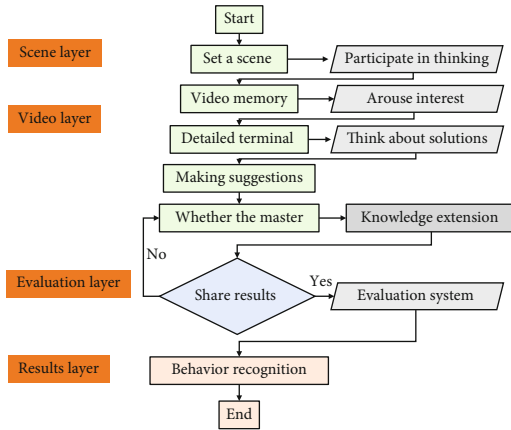 Start
Scene layer
Set a scene
Participate in thinking
Video memory
Arouse interest
Video layer
Detailed terminal
Think about solutions
Making suggestions
Whether the master
Knowledge extension
No
Evaluation layer
Share results
Yes
Evaluation system
Results layer
Behavior recognition
End